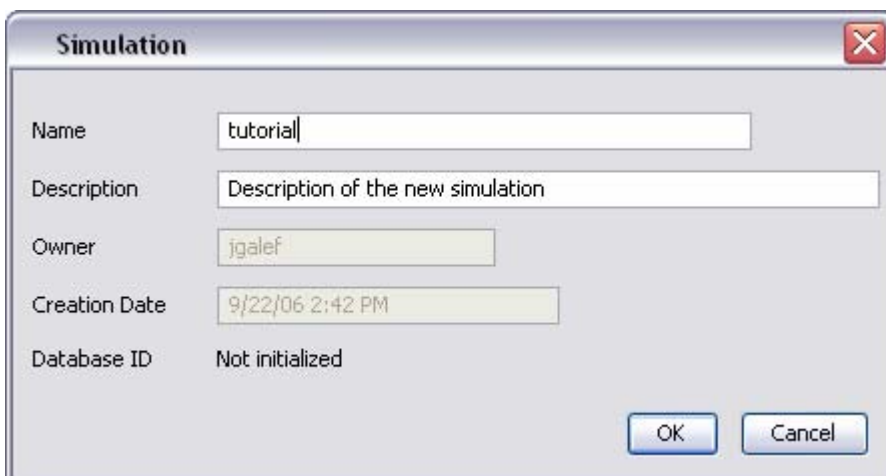 Simulation
Name tutorial
Description Description of the new simulation
Owner jgalef
Creation Date 9/22/06 2:42 PM
Database ID Not initialized
OK Cancel